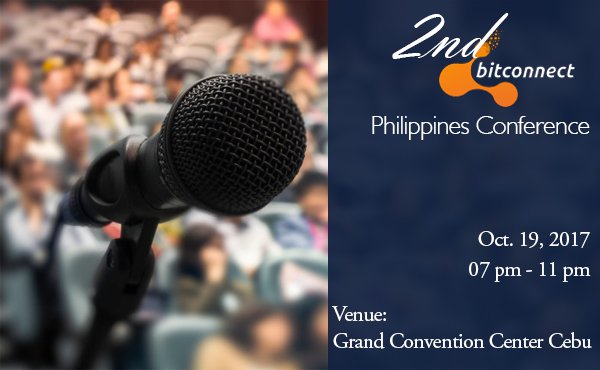 2nd
bitconnect
Philippines Conference
Oct. 19, 2017
07 pm - 11 pm
Venue:
Grand Convention Center Cebu